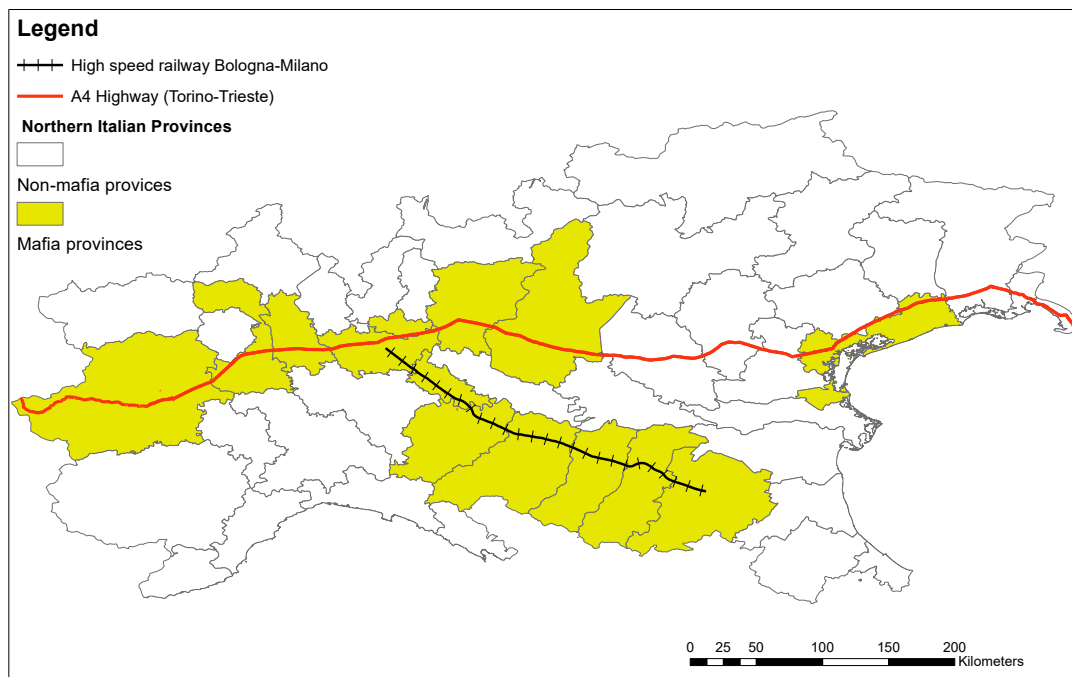 Legend
High speed railway Bologna-Milano
A4 Highway (Torino-Trieste)
Northern Italian Provinces
Non-mafia provices
Mafia provinces
0 25 50 100 150 200
Kilometers